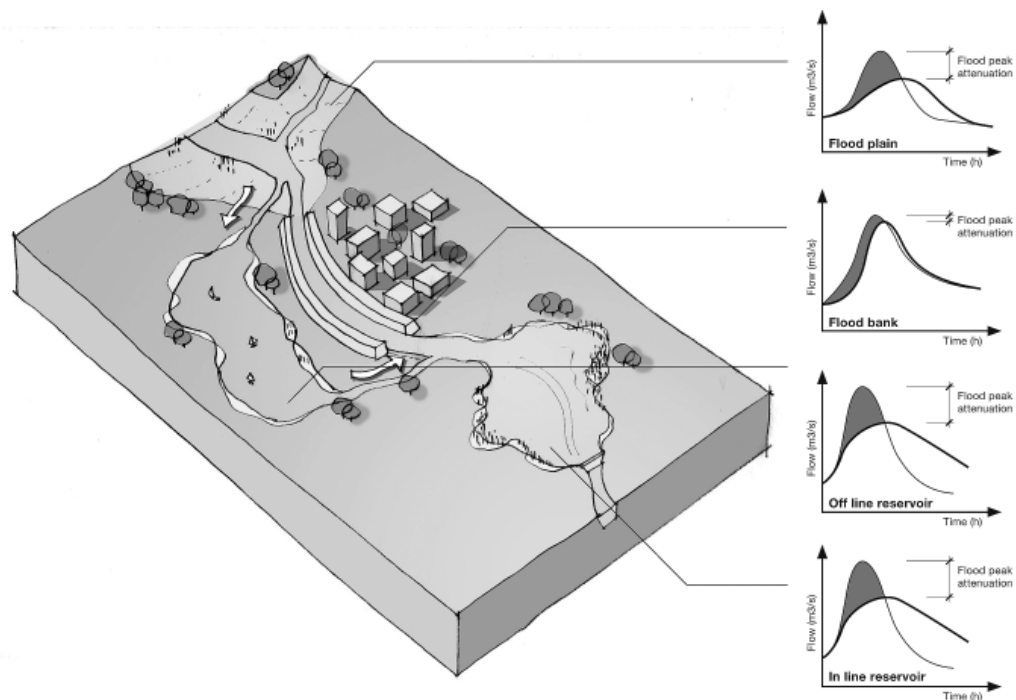 Flow (m3/s)
Flood peak
attenuation
Flood plain
Time (h)
Flow (m3/s)
Flood peak
attenuation
Flood bank
Time (h)
Flow (m3/s)
Flood peak
attenuation
Off line reservoir
Time (h)
Flow (m3/s)
Flood peak
attenuation
In line reservoir
Time (h)